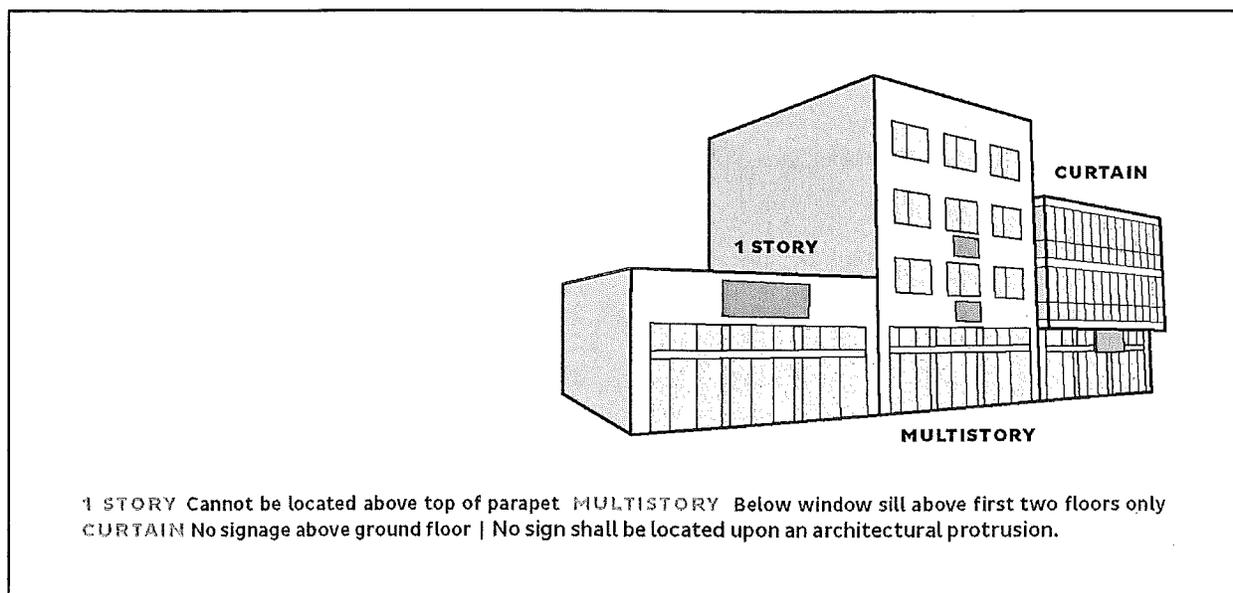 CURTAIN
1 STORY
MULTISTORY
1 STORY Cannot be located above top of parapet MULTISTORY Below window sill above first two floors only
CURTAIN No signage above ground floor | No sign shall be located upon an architectural protrusion.